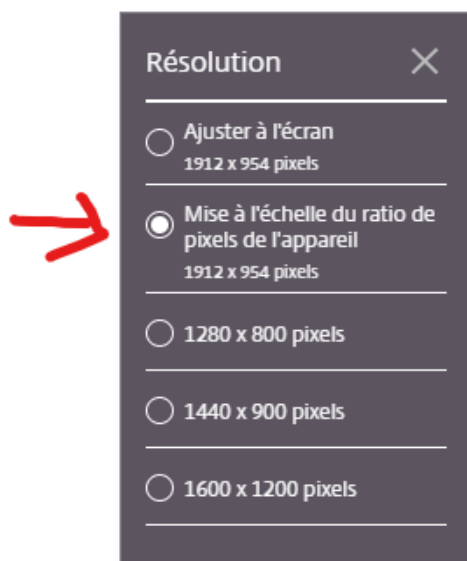 Résolution
Ajuster à l'écran
1912 x 954 pixels
Mise à l'échelle du ratio de
pixels de l'appareil
1912 x 954 pixels
1280 x 800 pixels
1440 x 900 pixels
1600 x 1200 pixels